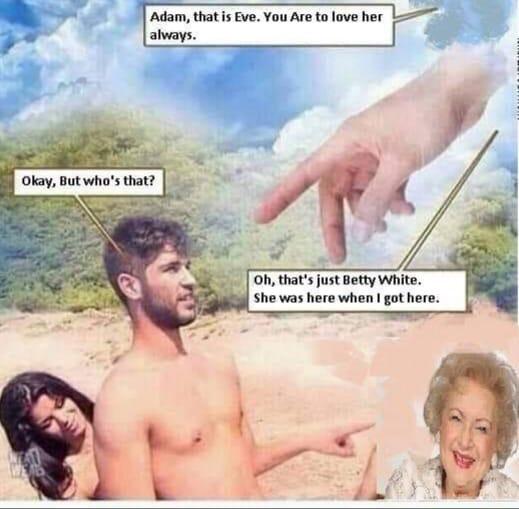 Adam, that is Eve. You Are to love her
always.
Okay, But who's that?
Oh, that's just Betty White.
She was here when I got here.